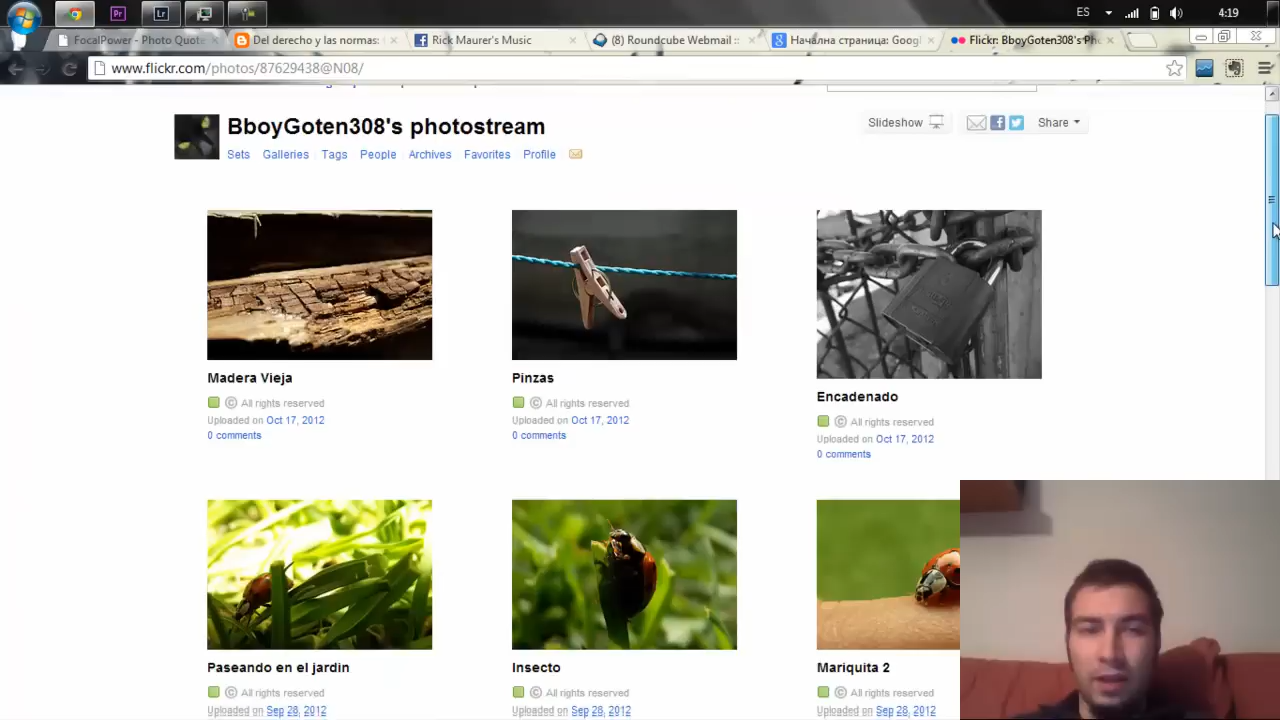 Pr
Lr
ES
4:19
FocalPower - Photo Quote
Del derecho y las normas:
Rick Maurer's Music
(8) Roundcube Webmail ::
Начална страница: Googl
Flickr: BboyGoten308's Ph
www.flickr.com/photos/87629438@N08/
BboyGoten308's photostream
Slideshow
Share
Sets Galleries Tags People Archives Favorites Profile
Madera Vieja
© All rights reserved
Uploaded on Oct 17, 2012
0 comments
Pinzas
© All rights reserved
Uploaded on Oct 17, 2012
0 comments
Encadenado
© All rights reserved
Uploaded on Oct 17, 2012
0 comments
Paseando en el jardin
© All rights reserved
Uploaded on Sep 28, 2012
Insecto
© All rights reserved
Uploaded on Sep 28, 2012
Mariquita 2
© All rights reserved
Uploaded on Sep 28, 2012